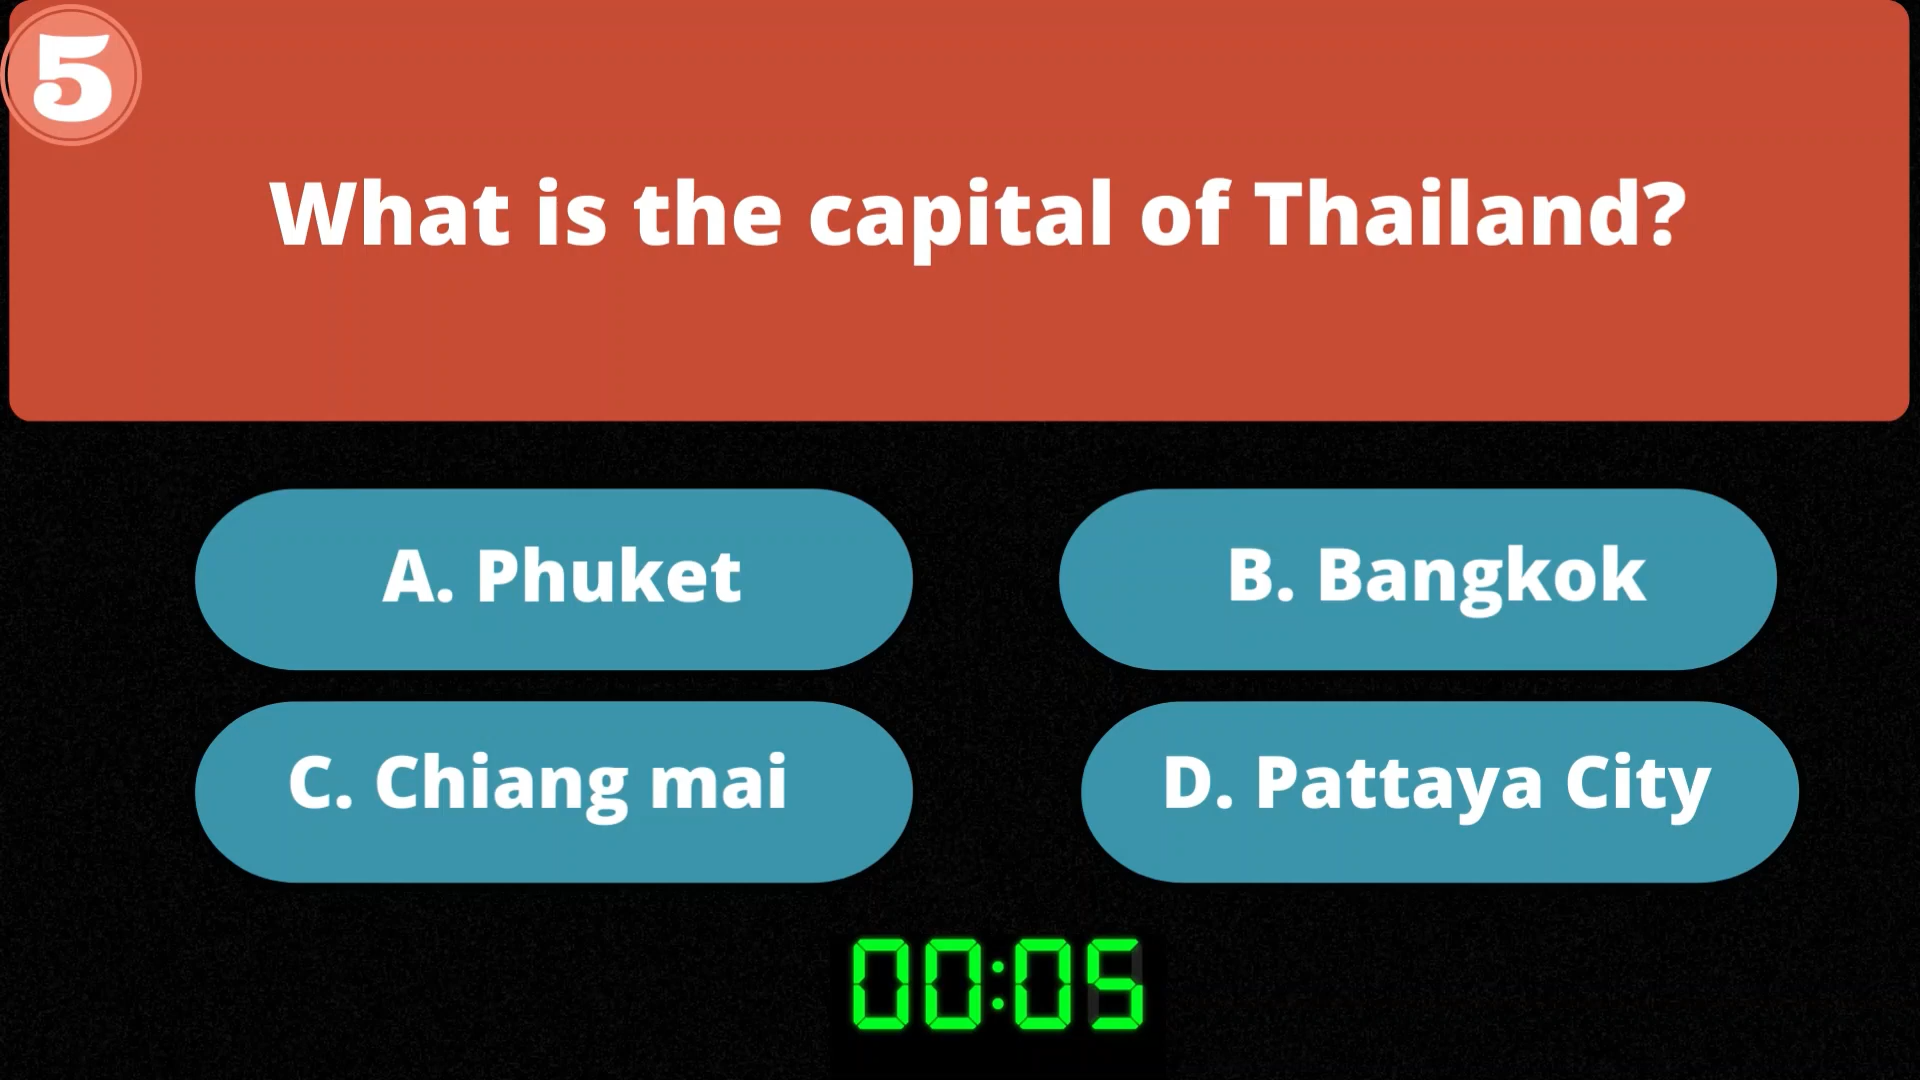 5
What is the capital of Thailand?
A. Phuket
B. Bangkok
C. Chiang mai
D. Pattaya City
00:05